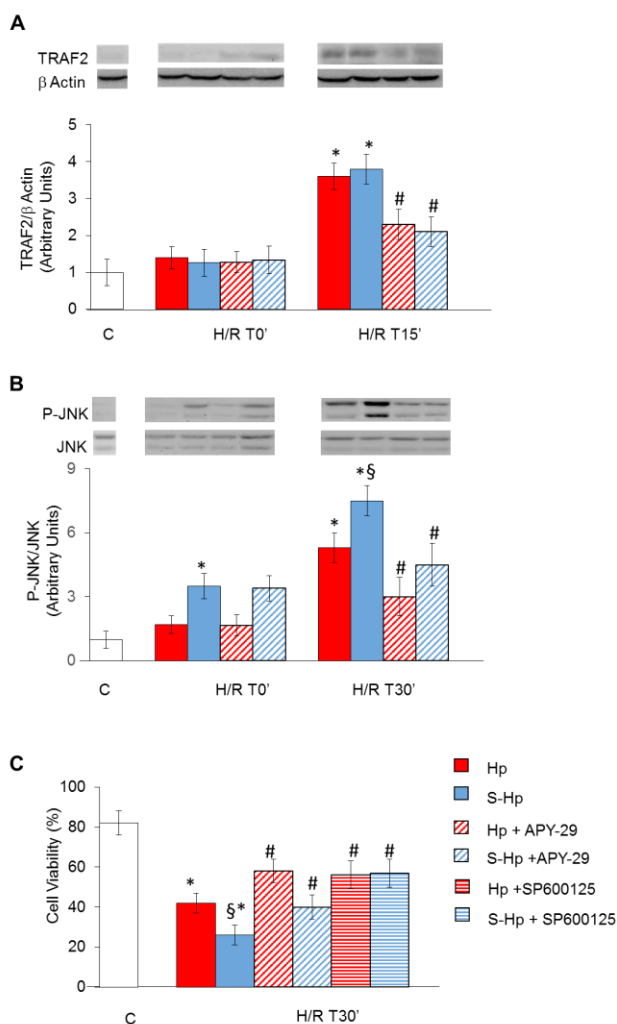 A
TRAF2
β Actin
TRAF2/β Actin
(Arbitrary Units)
5
4
3
2
1
0
* * # #
C H/R T0' H/R T15'
B
P-JNK
JNK
P-JNK/JNK
(Arbitrary Units)
9
6
3
0
* * *§ # #
C H/R T0' H/R T30'
C
Cell Viability (%)
100
80
60
40
20
0
* §* # # # #
C H/R T30'
Hp
S-Hp
Hp + APY-29
S-Hp +APY-29
Hp +SP600125
S-Hp + SP600125